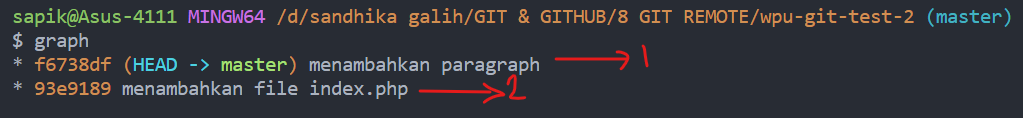 sapik@Asus-4111 MINGW64 /d/sandhika galih/GIT & GITHUB/8 GIT REMOTE/wpu-git-test-2 (master)
$ graph
* f6738df (HEAD -> master) menambahkan paragraph 1
* 93e9189 menambahkan file index.php 2